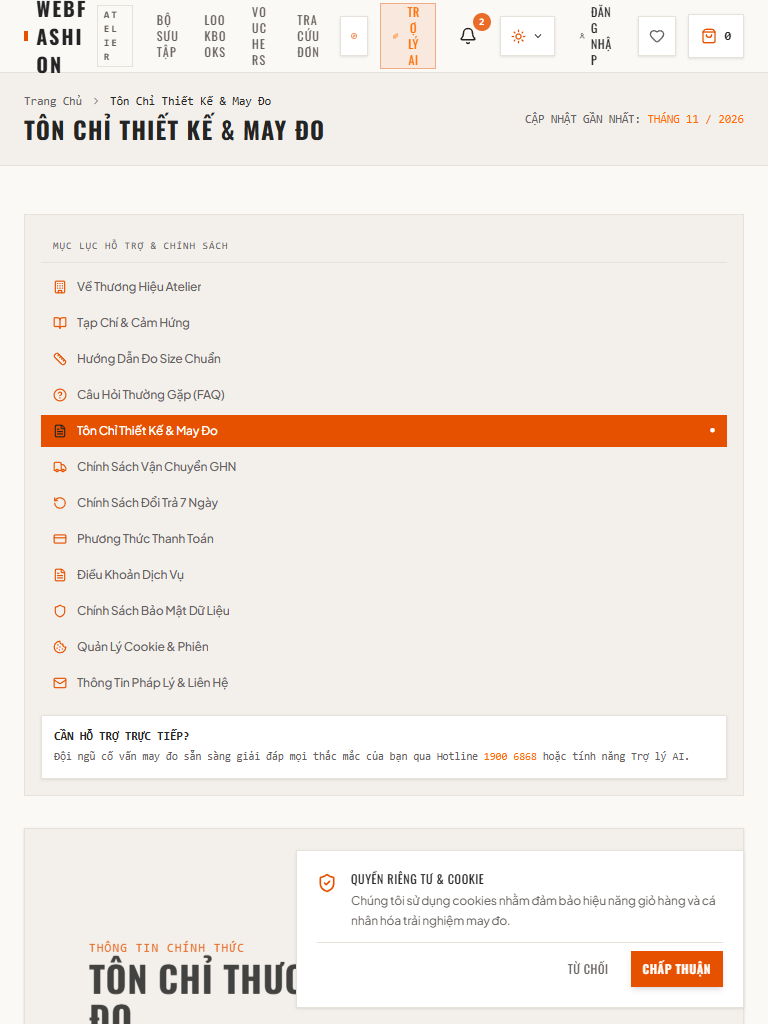 WEBF
ASHI
ON
AT
EL
IE
R
BỘ
SƯU
TẬP
LOO
KBO
OKS
VO
UC
HE
RS
TRA
CỨU
ĐƠN
TR
Ợ
LÝ
AI
2
ĐĂN
G
NHẬ
P
0
Trang Chủ > Tôn Chỉ Thiết Kế & May Đo
TÔN CHỈ THIẾT KẾ & MAY ĐO
CẬP NHẬT GẦN NHẤT: THÁNG 11 / 2026
MỤC LỤC HỖ TRỢ & CHÍNH SÁCH
Về Thương Hiệu Atelier
Tạp Chí & Cảm Hứng
Hướng Dẫn Đo Size Chuẩn
Câu Hỏi Thường Gặp (FAQ)
Tôn Chỉ Thiết Kế & May Đo
Chính Sách Vận Chuyển GHN
Chính Sách Đổi Trả 7 Ngày
Phương Thức Thanh Toán
Điều Khoản Dịch Vụ
Chính Sách Bảo Mật Dữ Liệu
Quản Lý Cookie & Phiên
Thông Tin Pháp Lý & Liên Hệ
CẦN HỖ TRỢ TRỰC TIẾP?
Đội ngũ cố vấn may đo sẵn sàng giải đáp mọi thắc mắc của bạn qua Hotline 1900 6868 hoặc tính năng Trợ lý AI.
THÔNG TIN CHÍNH THỨC
TÔN CHỈ
ĐO
QUYỀN RIÊNG TƯ & COOKIE
Chúng tôi sử dụng cookies nhằm đảm bảo hiệu năng giỏ hàng và cá
nhân hóa trải nghiệm may đo.
TỪ CHỐI
CHẤP THUẬN